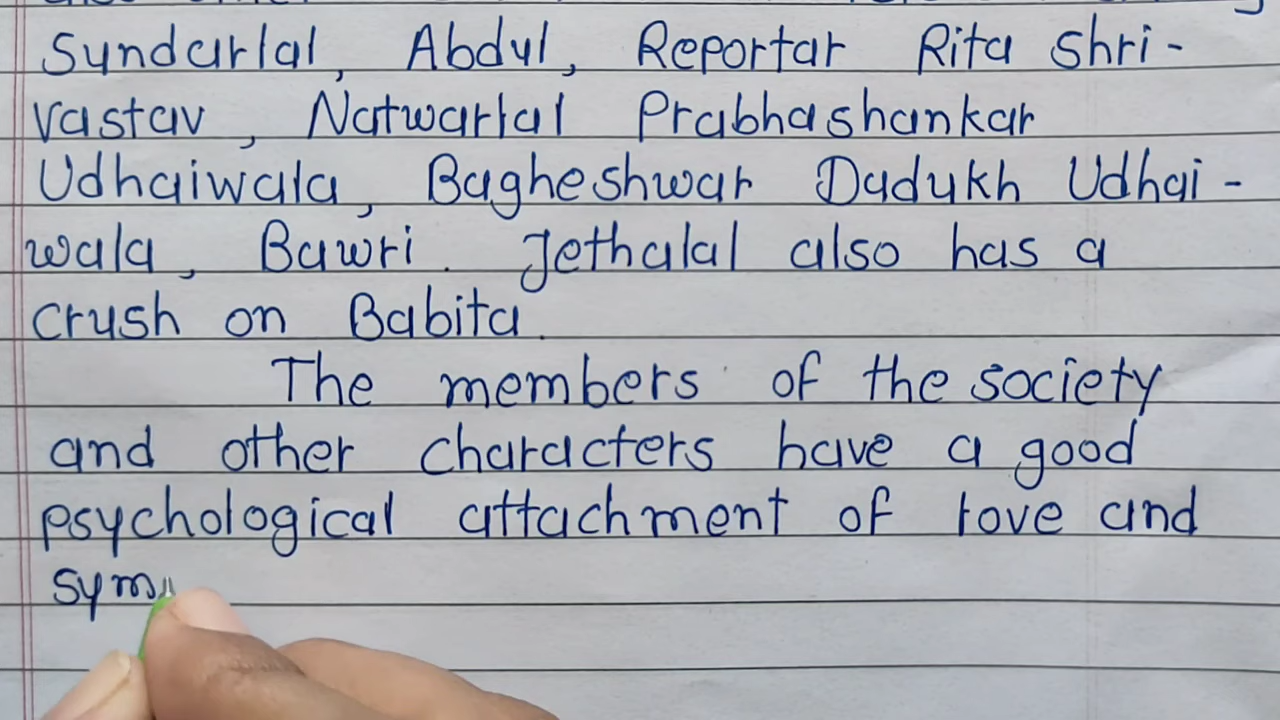 Sundarlal, Abdul, Reportar Rita Shri-
vastav, Natwarlal Prabhashankar
Udhaiwala, Bagheshwar Dadukh Udhai-
wala, Bawri. Jethalal also has a
crush on Babita.
The members of the society
and other characters have a good
psychological attachment of love and
sym